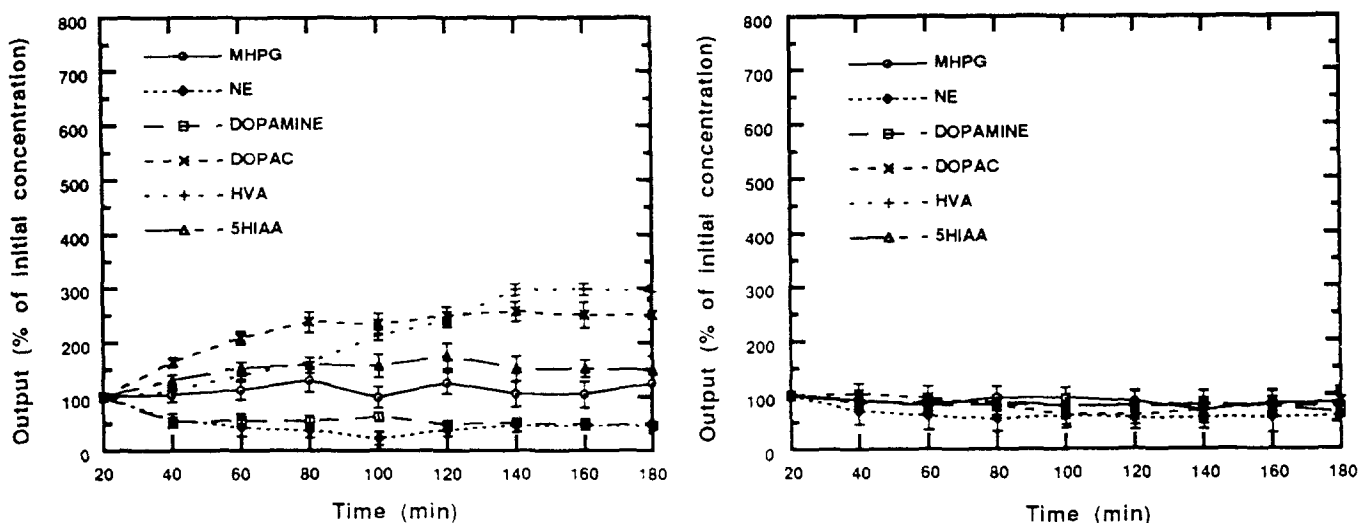 Output (% of initial concentration)
800
700
600
500
400
300
200
100
0
MHPG
NE
DOPAMINE
DOPAC
HVA
5HIAA
20 40 60 80 100 120 140 160 180
Time (min)
Output (% of initial concentration)
800
700
600
500
400
300
200
100
0
MHPG
NE
DOPAMINE
DOPAC
HVA
5HIAA
20 40 60 80 100 120 140 160 180
Time (min)